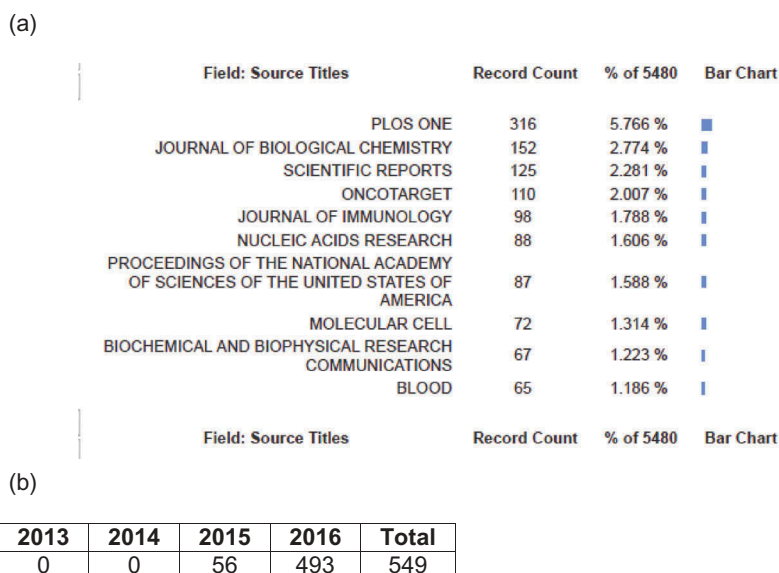 (a)
Field: Source Titles Record Count % of 5480 Bar Chart
PLOS ONE 316 5.766 %
JOURNAL OF BIOLOGICAL CHEMISTRY 152 2.774 %
SCIENTIFIC REPORTS 125 2.281 %
ONCOTARGET 110 2.007 %
JOURNAL OF IMMUNOLOGY 98 1.788 %
NUCLEIC ACIDS RESEARCH 88 1.606 %
PROCEEDINGS OF THE NATIONAL ACADEMY
OF SCIENCES OF THE UNITED STATES OF 87 1.588 %
AMERICA
MOLECULAR CELL 72 1.314 %
BIOCHEMICAL AND BIOPHYSICAL RESEARCH
COMMUNICATIONS 67 1.223 %
BLOOD 65 1.186 %
Field: Source Titles Record Count % of 5480 Bar Chart
(b)
2013 2014 2015 2016 Total
0 0 56 493 549